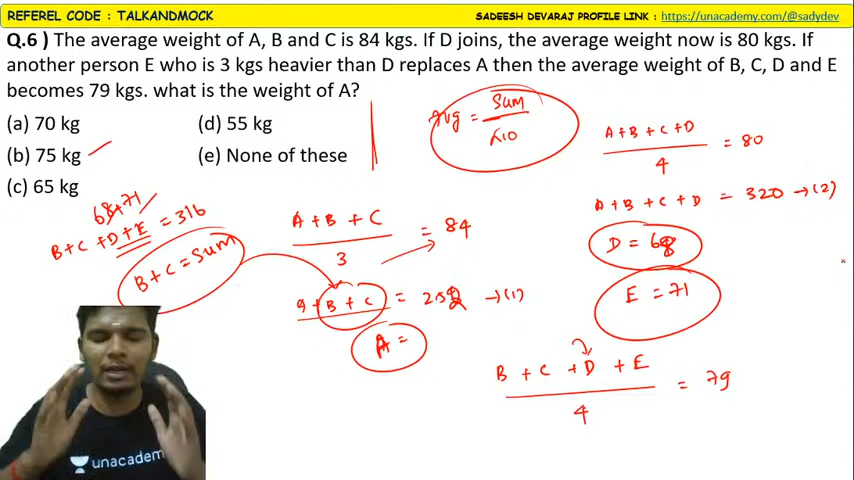 REFEREL CODE : TALKANDMOCK
SADEESH DEVARAJ PROFILE LINK : https://unacademy.com/@sadydev
Q.6 ) The average weight of A, B and C is 84 kgs. If D joins, the average weight now is 80 kgs. If
another person E who is 3 kgs heavier than D replaces A then the average weight of B, C, D and E
becomes 79 kgs. what is the weight of A?
(a) 70 kg
(d) 55 kg
(b) 75 kg
(e) None of these
(c) 65 kg
Avg = Sum
A+B+C+D
4
= 80
A+B+C+D = 320 →(2)
D = 68
E = 71
68+71
B+C+D+E = 316
B+C = Sum
A+B+C
3
= 84
+B+C = 252 →(1)
A =
B + C + D + E
4
= 79
unacademy